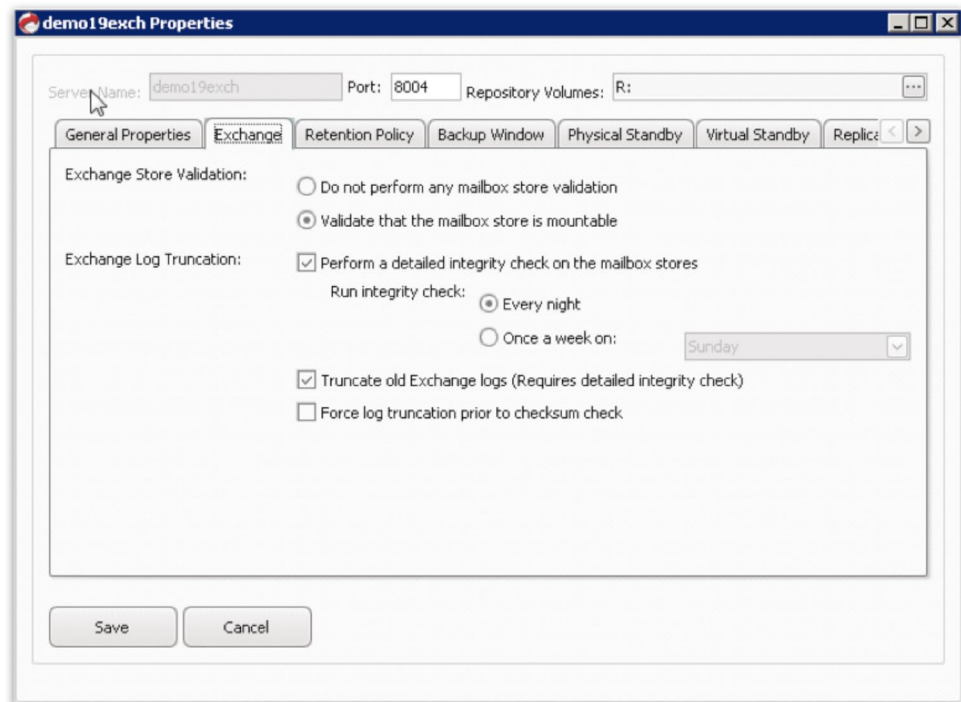 demo19exch Properties
Server Name: demo19exch Port: 8004 Repository Volumes: R: ...
General Properties Exchange Retention Policy Backup Window Physical Standby Virtual Standby Replica
Exchange Store Validation:
Do not perform any mailbox store validation
Validate that the mailbox store is mountable
Exchange Log Truncation:
Perform a detailed integrity check on the mailbox stores
Run integrity check:
Every night
Once a week on: Sunday
Truncate old Exchange logs (Requires detailed integrity check)
Force log truncation prior to checksum check
Save Cancel